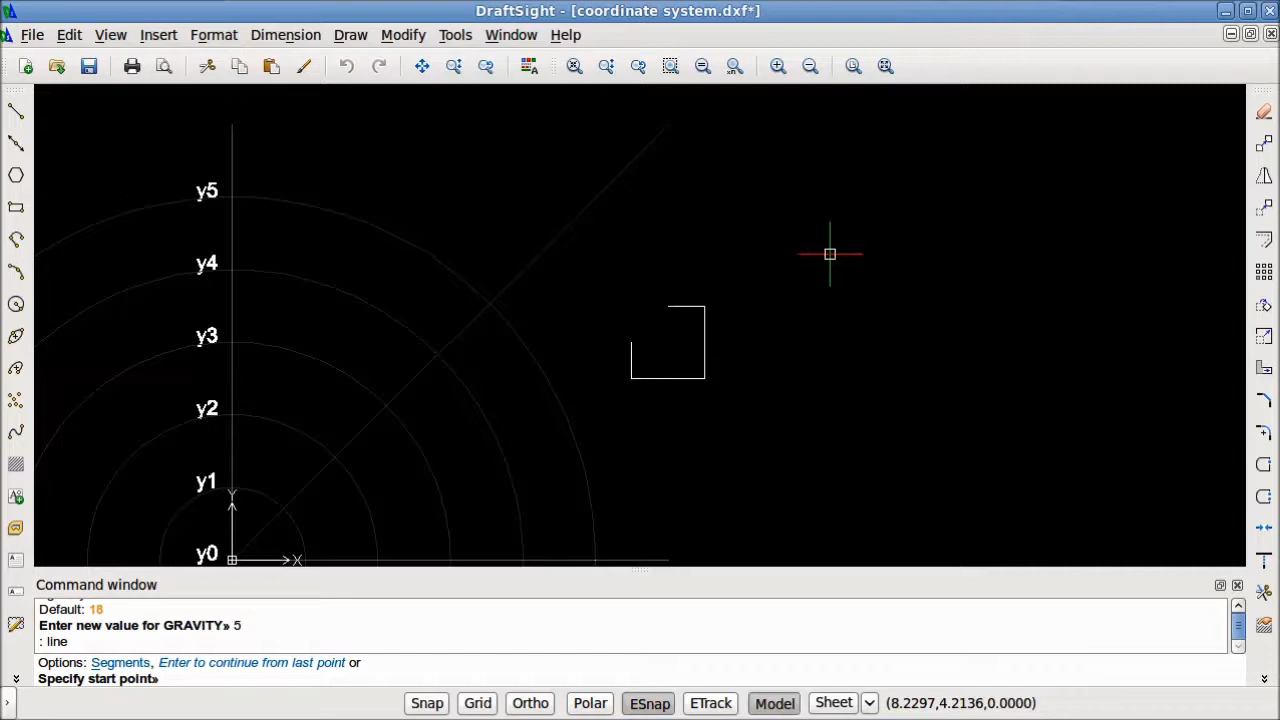 DraftSight - [coordinate system.dxf*]
File Edit View Insert Format Dimension Draw Modify Tools Window Help
y5
y4
y3
y2
y1
Y
y0
X
Command window
Default: 18
Enter new value for GRAVITY» 5
: line
Options: Segments, Enter to continue from last point or
Specify start point»
Snap Grid Ortho Polar ESnap ETrack Model Sheet (8.2297,4.2136,0.0000)